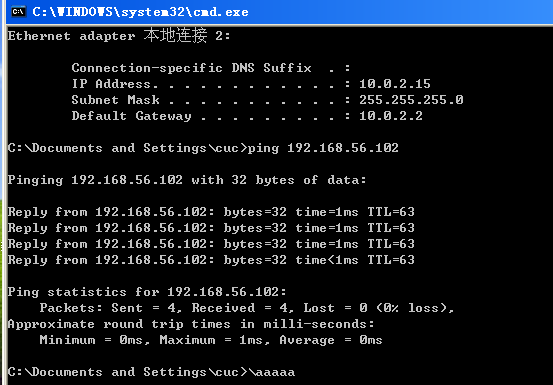 C:\WINDOWS\system32\cmd.exe
Ethernet adapter 本地连接 2:
Connection-specific DNS Suffix  . :
IP Address. . . . . . . . . . . . : 10.0.2.15
Subnet Mask . . . . . . . . . . . : 255.255.255.0
Default Gateway . . . . . . . . . : 10.0.2.2
C:\Documents and Settings\cuc>ping 192.168.56.102
Pinging 192.168.56.102 with 32 bytes of data:
Reply from 192.168.56.102: bytes=32 time=1ms TTL=63
Reply from 192.168.56.102: bytes=32 time=1ms TTL=63
Reply from 192.168.56.102: bytes=32 time=1ms TTL=63
Reply from 192.168.56.102: bytes=32 time<1ms TTL=63
Ping statistics for 192.168.56.102:
Packets: Sent = 4, Received = 4, Lost = 0 (0% loss),
Approximate round trip times in milli-seconds:
Minimum = 0ms, Maximum = 1ms, Average = 0ms
C:\Documents and Settings\cuc>\aaaaa